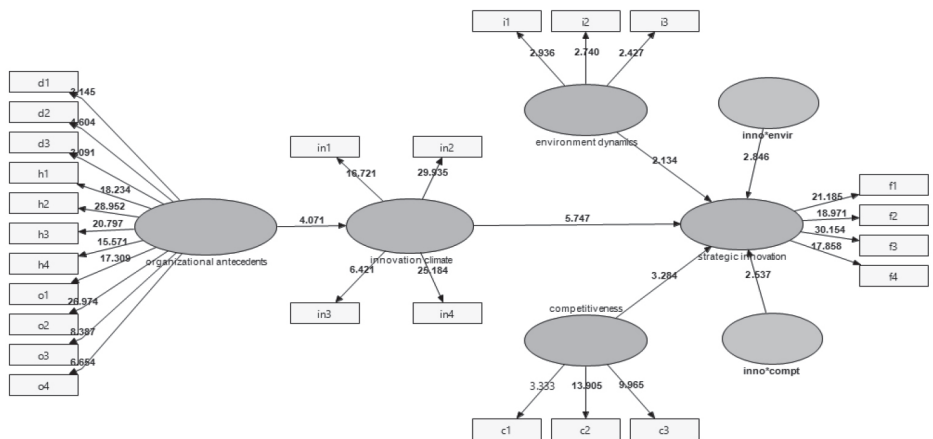 i1
i2
i3
2.936
2.740
2.427
environment dynamics
2.134
inno*envir
2.846
d1
d2
d3
h1
h2
h3
h4
o1
o2
o3
o4
4.604
18.234
28.952
20.797
15.571
17.309
26.974
8.387
6.654
organizational antecedents
4.071
in1
in2
16.721
29.935
innovation climate
6.421
25.184
in3
in4
5.747
strategic innovation
21.185
18.971
30.154
17.858
f1
f2
f3
f4
3.284
2.537
competitiveness
3.333
13.905
9.965
c1
c2
c3
inno*compt